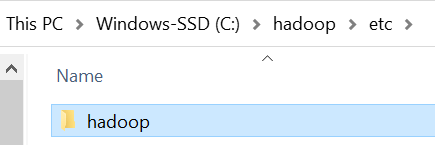 This PC > Windows-SSD (C:) > hadoop > etc >
Name
hadoop